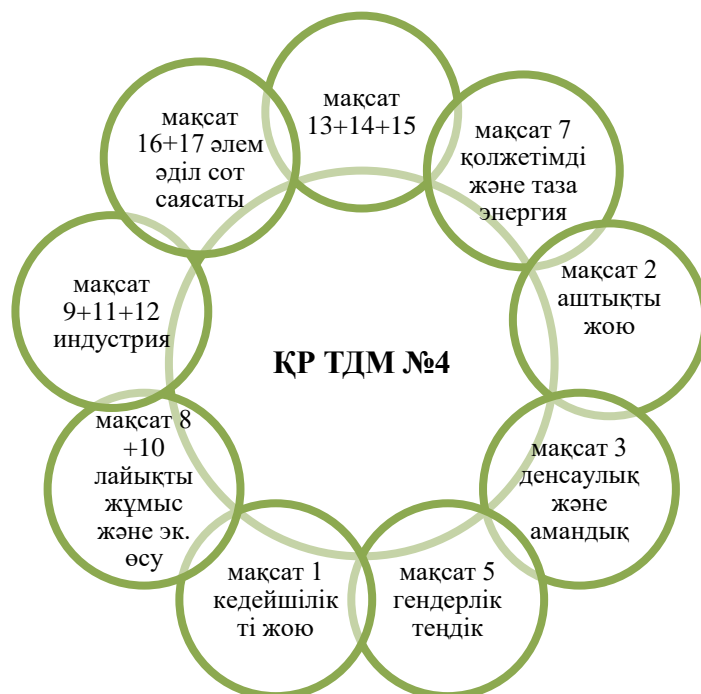 мақсат
13+14+15
мақсат 7
қолжетімді
және таза
энергия
мақсат 2
аштықты
жою
мақсат 3
денсаулық
және
амандық
мақсат 5
гендерлік
теңдік
мақсат 1
кедейшілік
ті жою
мақсат 8
+10
лайықты
жұмыс
және эк.
өсу
мақсат
9+11+12
индустрия
мақсат
16+17 әлем
әділ сот
саясаты
ҚР ТДМ №4